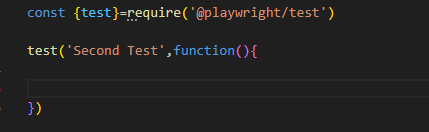 const {test}=require('@playwright/test')
test('Second Test',function(){
})